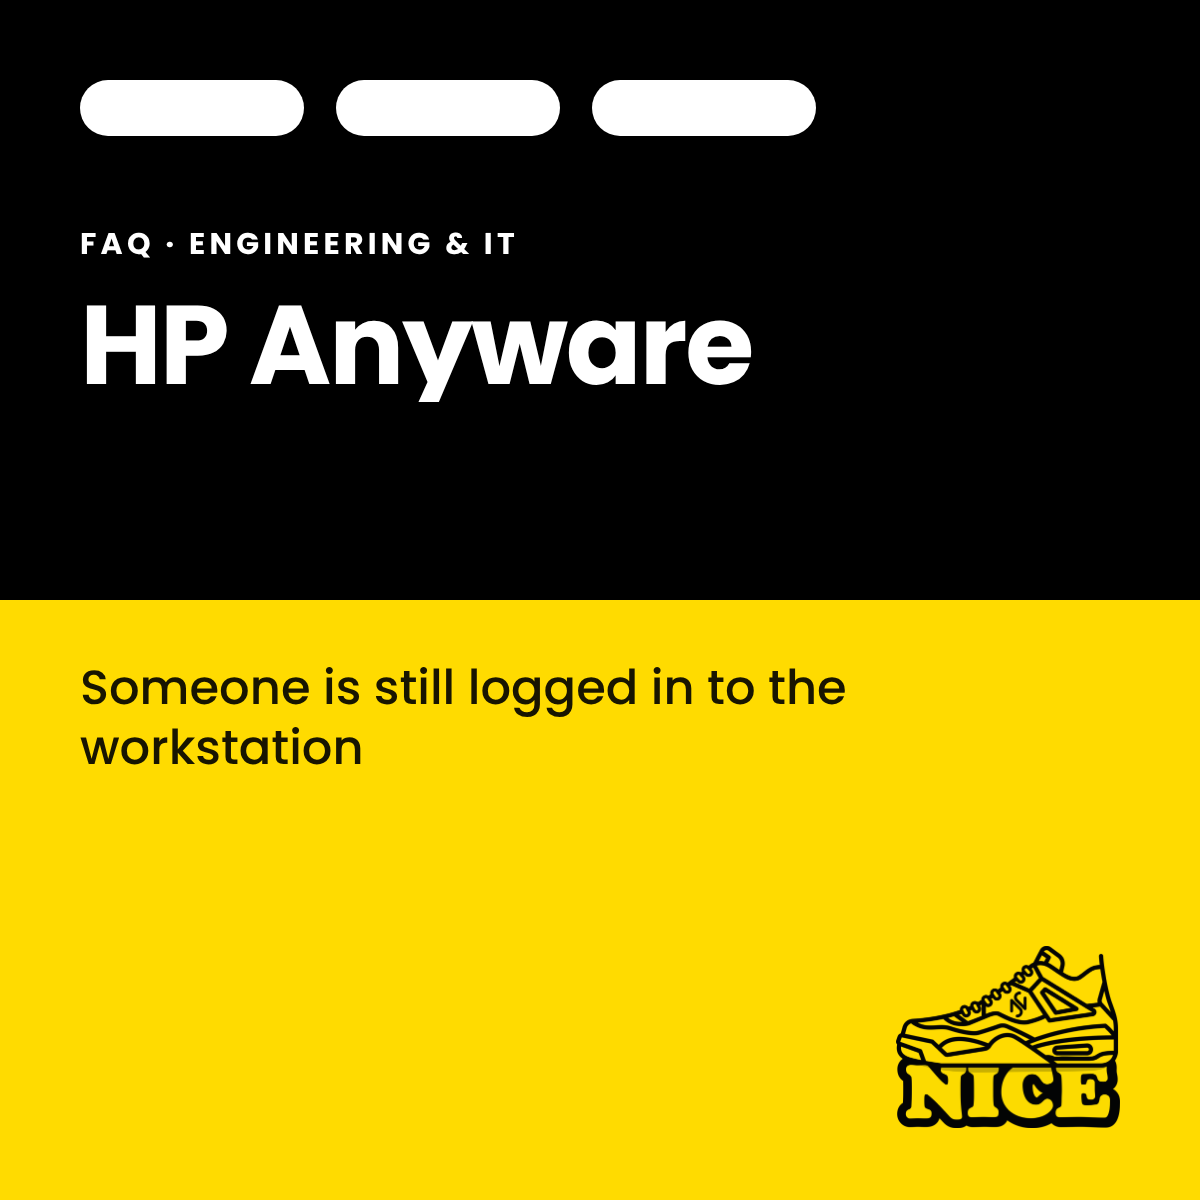 FAQ · ENGINEERING & IT
HP Anyware
Someone is still logged in to the
workstation
NICE